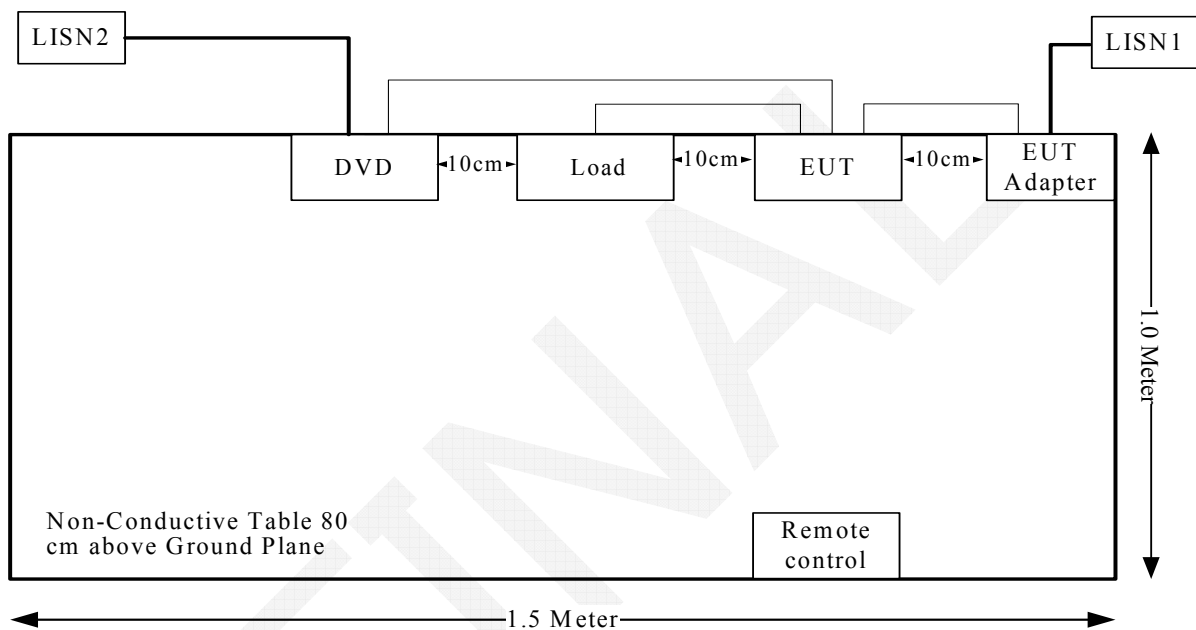 LISN2
LISN1
DVD
10cm
Load
10cm
EUT
10cm
EUT
Adapter
1.0 Meter
Non-Conductive Table 80
cm above Ground Plane
Remote
control
1.5 Meter
FINAL